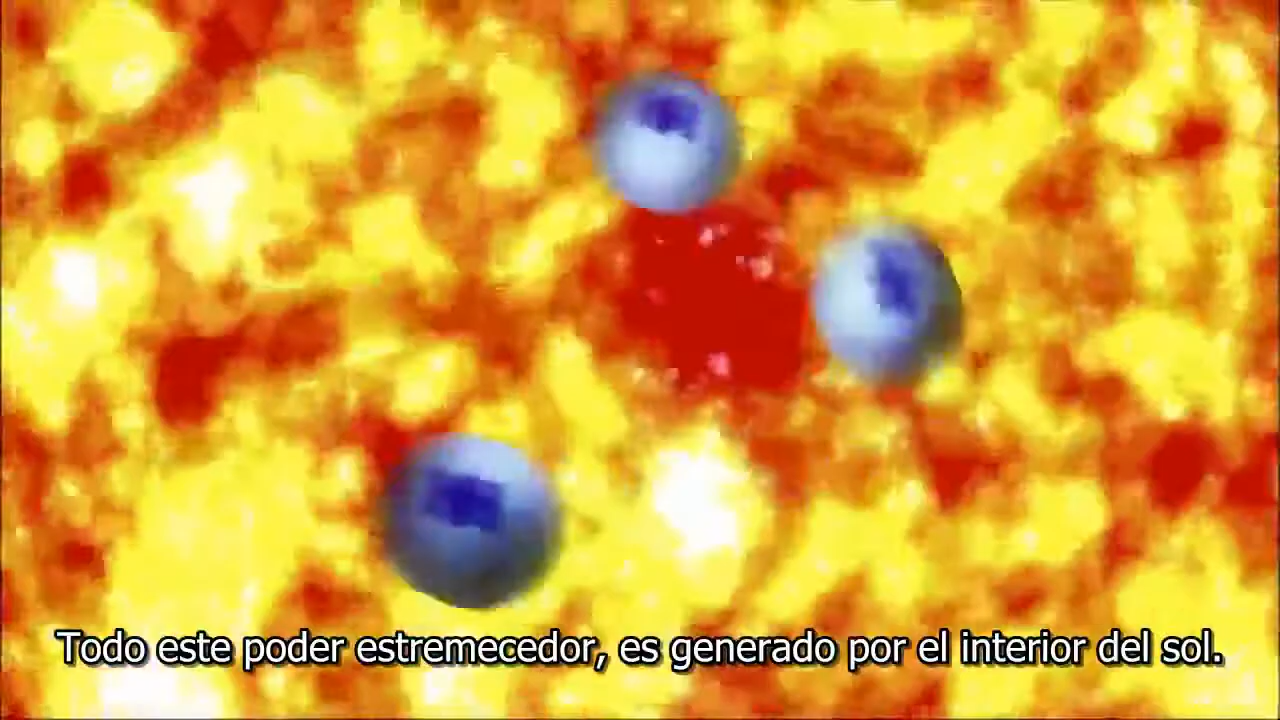 Todo este poder estremecedor, es generado por el interior del sol.